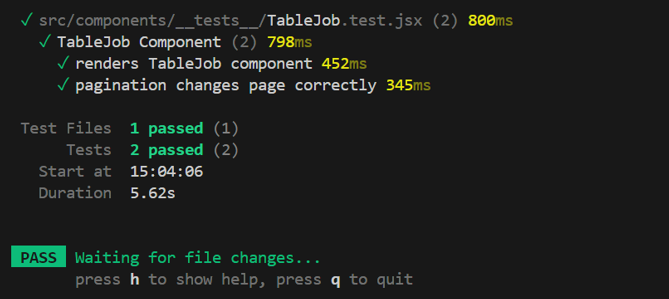 ✓ src/components/__tests__/TableJob.test.jsx (2) 800ms
✓ TableJob Component (2) 798ms
✓ renders TableJob component 452ms
✓ pagination changes page correctly 345ms
Test Files 1 passed (1)
Tests 2 passed (2)
Start at 15:04:06
Duration 5.62s
PASS Waiting for file changes...
press h to show help, press q to quit